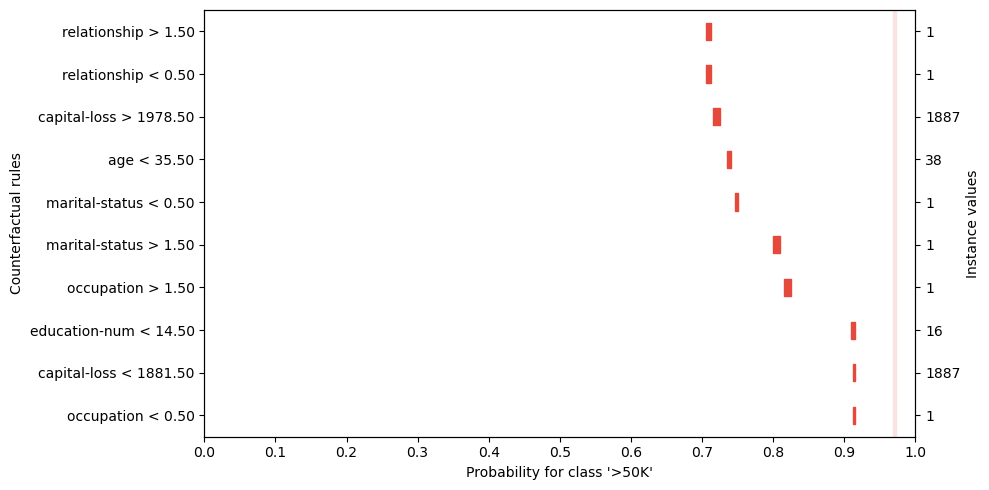 Counterfactual rules
relationship > 1.50 1
relationship < 0.50 1
capital-loss > 1978.50 1887
age < 35.50 38
marital-status < 0.50 1
marital-status > 1.50 1
occupation > 1.50 1
education-num < 14.50 16
capital-loss < 1881.50 1887
occupation < 0.50 1
Instance values
0.0 0.1 0.2 0.3 0.4 0.5 0.6 0.7 0.8 0.9 1.0
Probability for class '>50K'